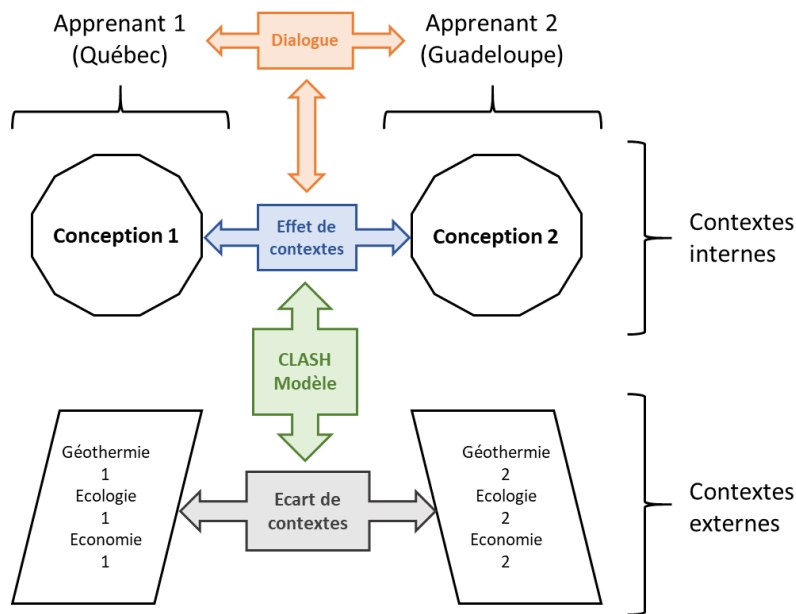 Apprenant 1
(Québec)
Dialogue
Apprenant 2
(Guadeloupe)
Conception 1
Effet de
contextes
Conception 2
Contextes
internes
CLASH
Modèle
Géothermie
1
Ecologie
1
Economie
1
Ecart de
contextes
Géothermie
2
Ecologie
2
Economie
2
Contextes
externes